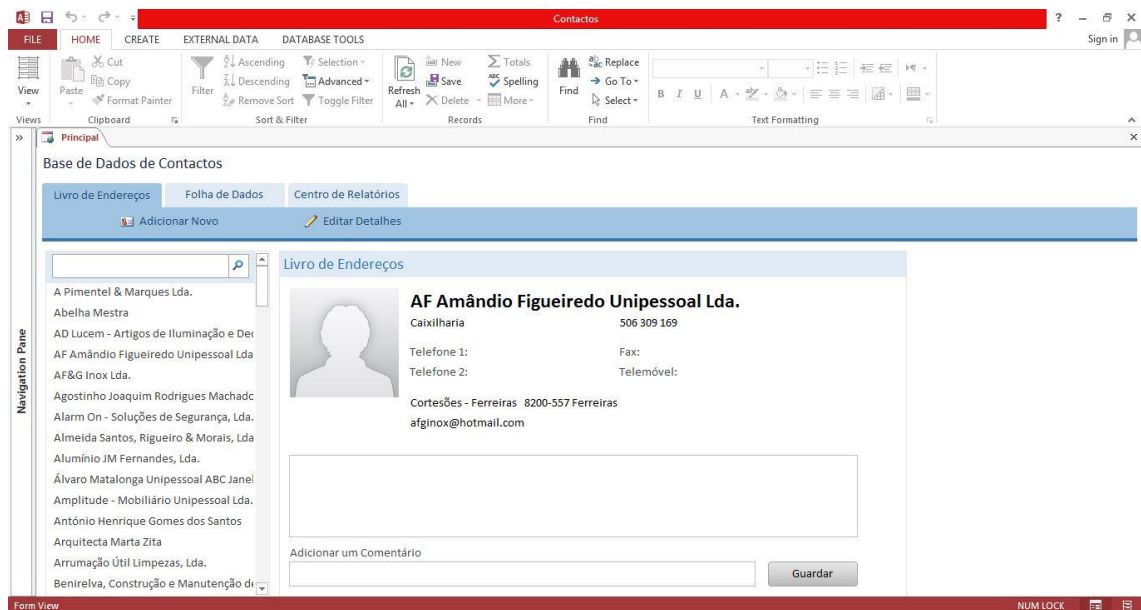 Contactos
Sign in
FILE HOME CREATE EXTERNAL DATA DATABASE TOOLS
View
Views
Paste
Cut
Copy
Format Painter
Clipboard
Filter
Ascending
Descending
Remove Sort
Selection
Advanced
Toggle Filter
Sort & Filter
Refresh
All
New
Save
Delete
Totals
Spelling
More
Records
Find
Replace
Go To
Select
Find
B I U A
Text Formatting
Principal
Navigation Pane
Base de Dados de Contactos
Livro de Endereços Folha de Dados Centro de Relatórios
Adicionar Novo Editar Detalhes
A Pimentel & Marques Lda.
Abelha Mestra
AD Lucem - Artigos de Iluminação e Dec
AF Amândio Figueiredo Unipessoal Lda
AF&G Inox Lda.
Agostinho Joaquim Rodrigues Machado
Alarm On - Soluções de Segurança, Lda.
Almeida Santos, Rigueiro & Morais, Lda
Alumínio JM Fernandes, Lda.
Álvaro Matalonga Unipessoal ABC Janel
Amplitude - Mobiliário Unipessoal Lda.
António Henrique Gomes dos Santos
Arquitecta Marta Zita
Arrumação Útil Limpezas, Lda.
Benirelva, Construção e Manutenção de
Livro de Endereços
AF Amândio Figueiredo Unipessoal Lda.
Caixilharia 506 309 169
Telefone 1: Fax:
Telefone 2: Telemóvel:
Cortesões - Ferreiras 8200-557 Ferreiras
afginox@hotmail.com
Adicionar um Comentário
Guardar
Form View NUM LOCK